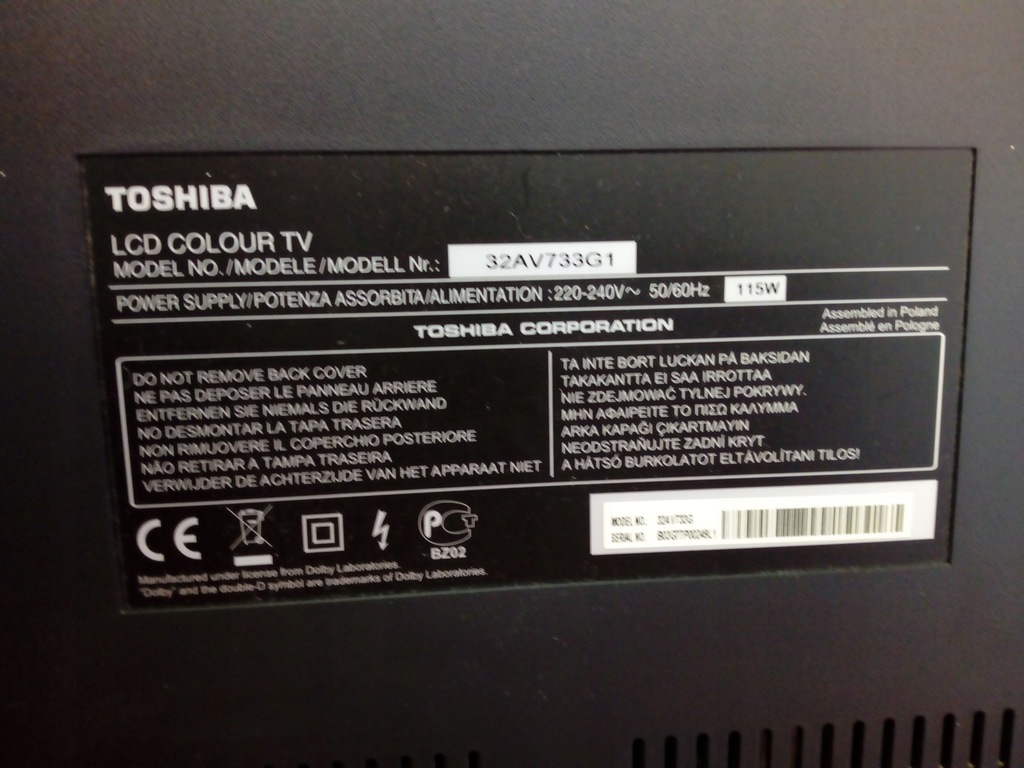 TOSHIBA
LCD COLOUR TV
MODEL NO./MODELE/MODELL Nr.: 32AV733G1
POWER SUPPLY/POTENZA ASSORBITA/ALIMENTATION :220-240V~ 50/60Hz 115W
TOSHIBA CORPORATION
Assembled in Poland
Assemblé en Pologne
DO NOT REMOVE BACK COVER
NE PAS DEPOSER LE PANNEAU ARRIERE
ENTFERNEN SIE NIEMALS DIE RÜCKWAND
NO DESMONTAR LA TAPA TRASERA
NON RIMUOVERE IL COPERCHIO POSTERIORE
NÃO RETIRAR A TAMPA TRASEIRA
VERWIJDER DE ACHTERZIJDE VAN HET APPARAAT NIET
TA INTE BORT LUCKAN PÅ BAKSIDAN
TAKAKANTTA EI SAA IRROTTAA
NIE ZDEJMOWAĆ TYLNEJ POKRYWY.
ΜΗΝ ΑΦΑΙΡΕΙΤΕ ΤΟ ΠΙΣΩ ΚΑΛΥΜΜΑ
ARKA KAPAĞI ÇIKARTMAYIN
NEODSTRAŇUJTE ZADNÍ KRYT
A HÁTSÓ BURKOLATOT ELTÁVOLÍTANI TILOS!
CE
BZ02
MODEL NO. 32AV733G
SERIAL NO.
Manufactured under license from Dolby Laboratories.
"Dolby" and the double-D symbol are trademarks of Dolby Laboratories.